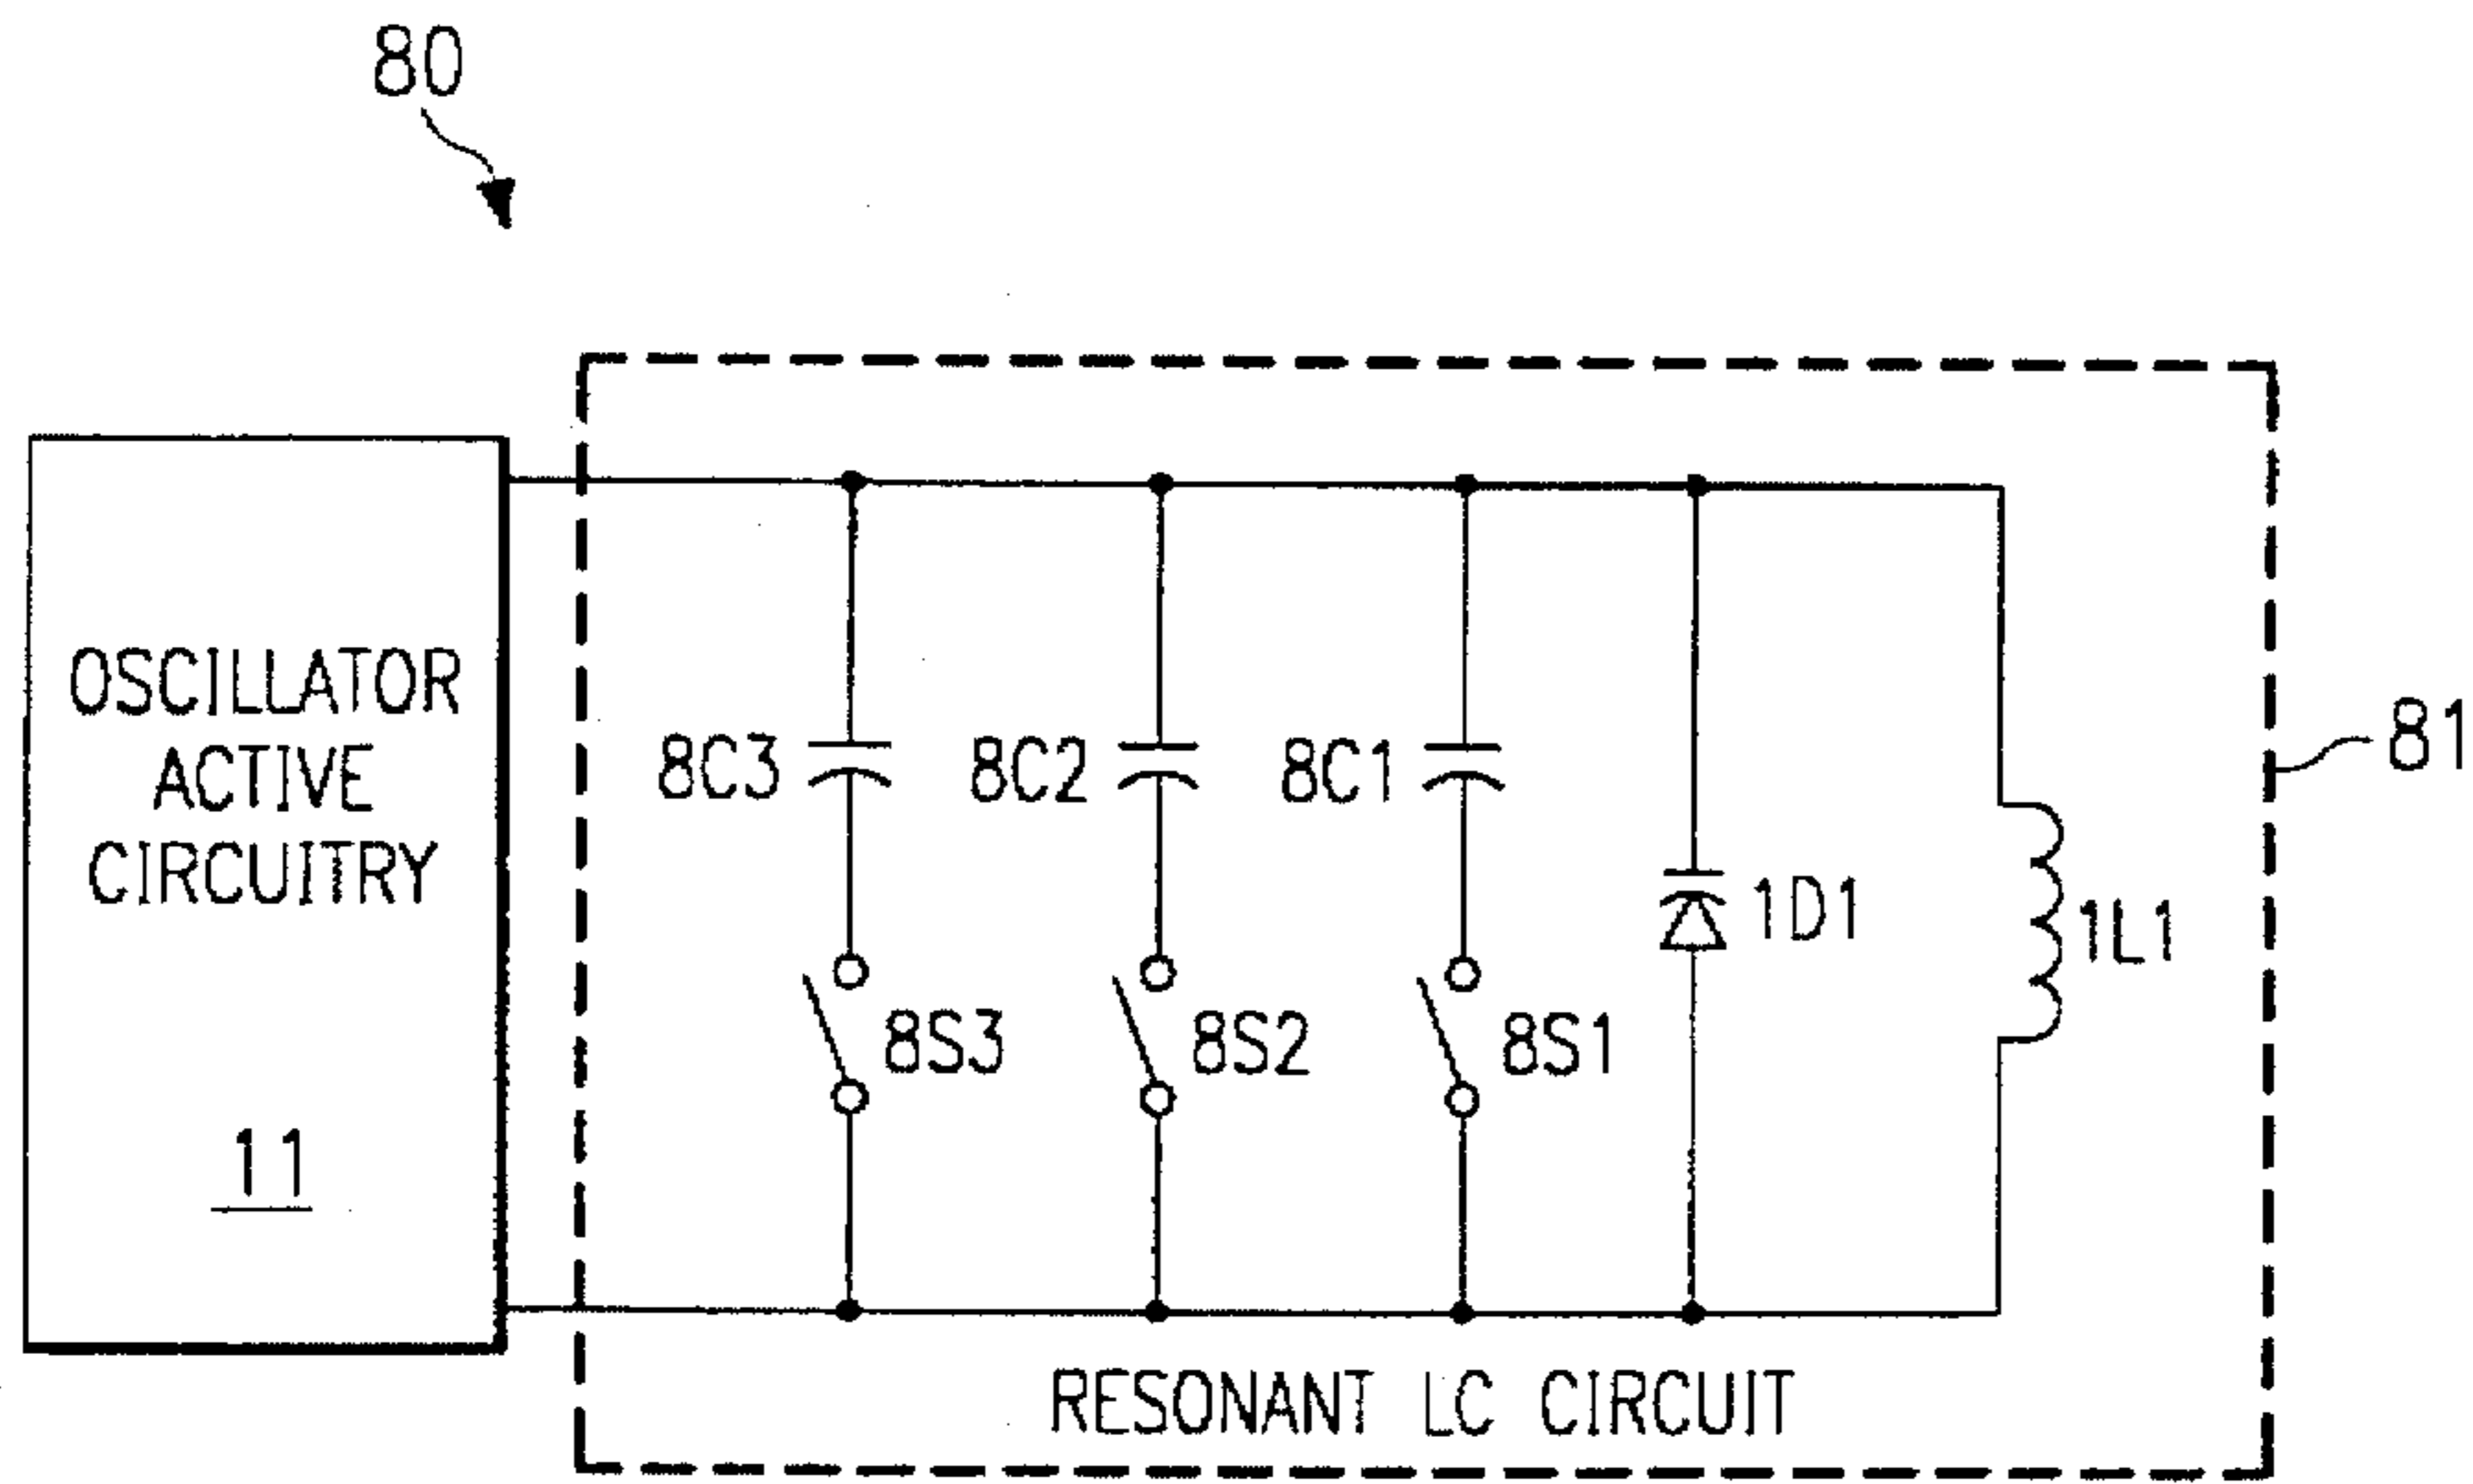 80
OSCILLATOR
ACTIVE
CIRCUITRY
11
8C3
8C2
8C1
1D1
1L1
8S3
8S2
8S1
81
RESONANT LC CIRCUIT